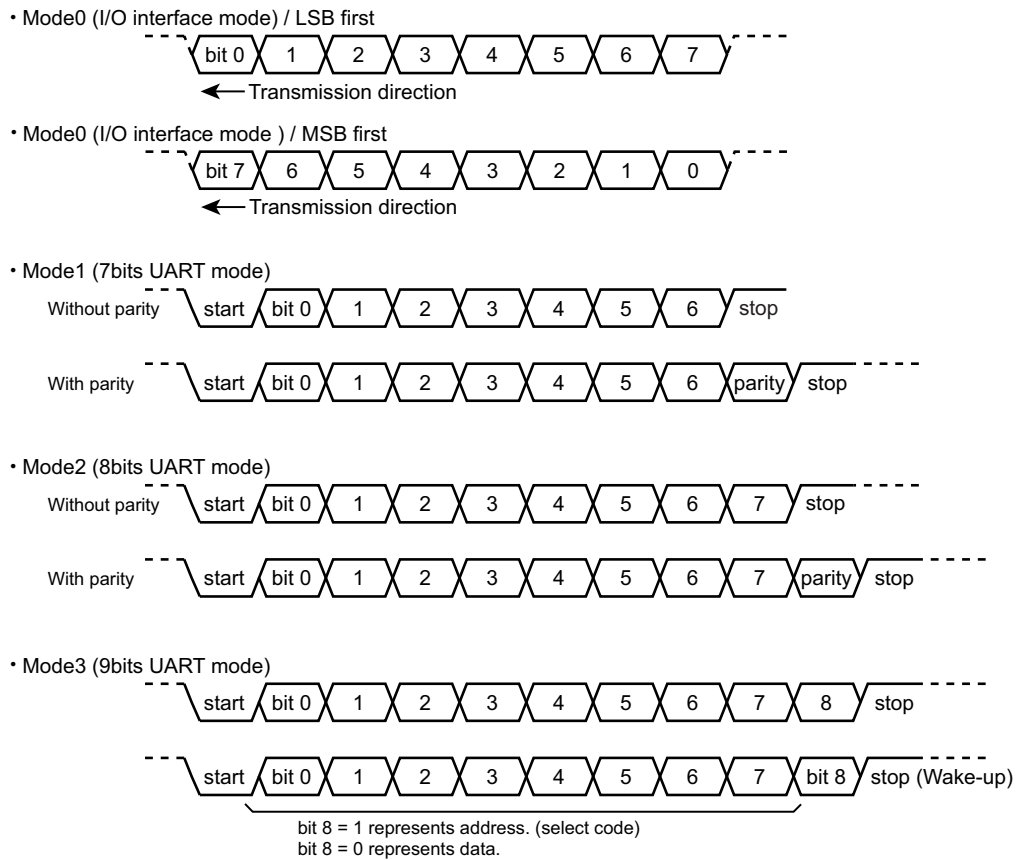 ・Mode0 (I/O interface mode) / LSB first
bit 0 1 2 3 4 5 6 7
Transmission direction
・Mode0 (I/O interface mode ) / MSB first
bit 7 6 5 4 3 2 1 0
Transmission direction
・Mode1 (7bits UART mode)
Without parity start bit 0 1 2 3 4 5 6 stop
With parity start bit 0 1 2 3 4 5 6 parity stop
・Mode2 (8bits UART mode)
Without parity start bit 0 1 2 3 4 5 6 7 stop
With parity start bit 0 1 2 3 4 5 6 7 parity stop
・Mode3 (9bits UART mode)
start bit 0 1 2 3 4 5 6 7 8 stop
start bit 0 1 2 3 4 5 6 7 bit 8 stop (Wake-up)
bit 8 = 1 represents address. (select code)
bit 8 = 0 represents data.